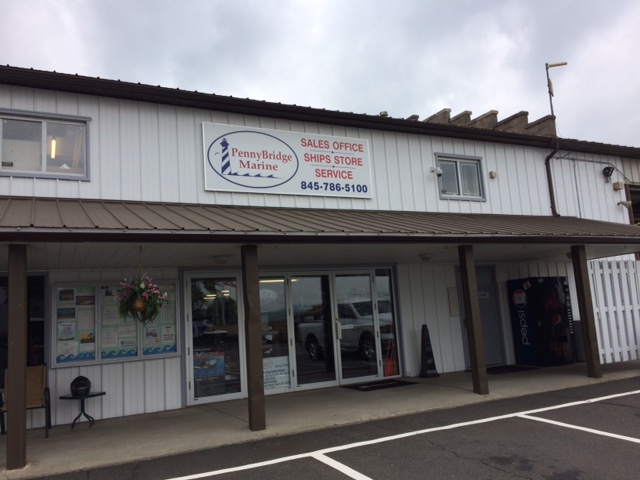 PennyBridge
Marine
SALES OFFICE
SHIPS STORE
SERVICE
845-786-5100
pepsi